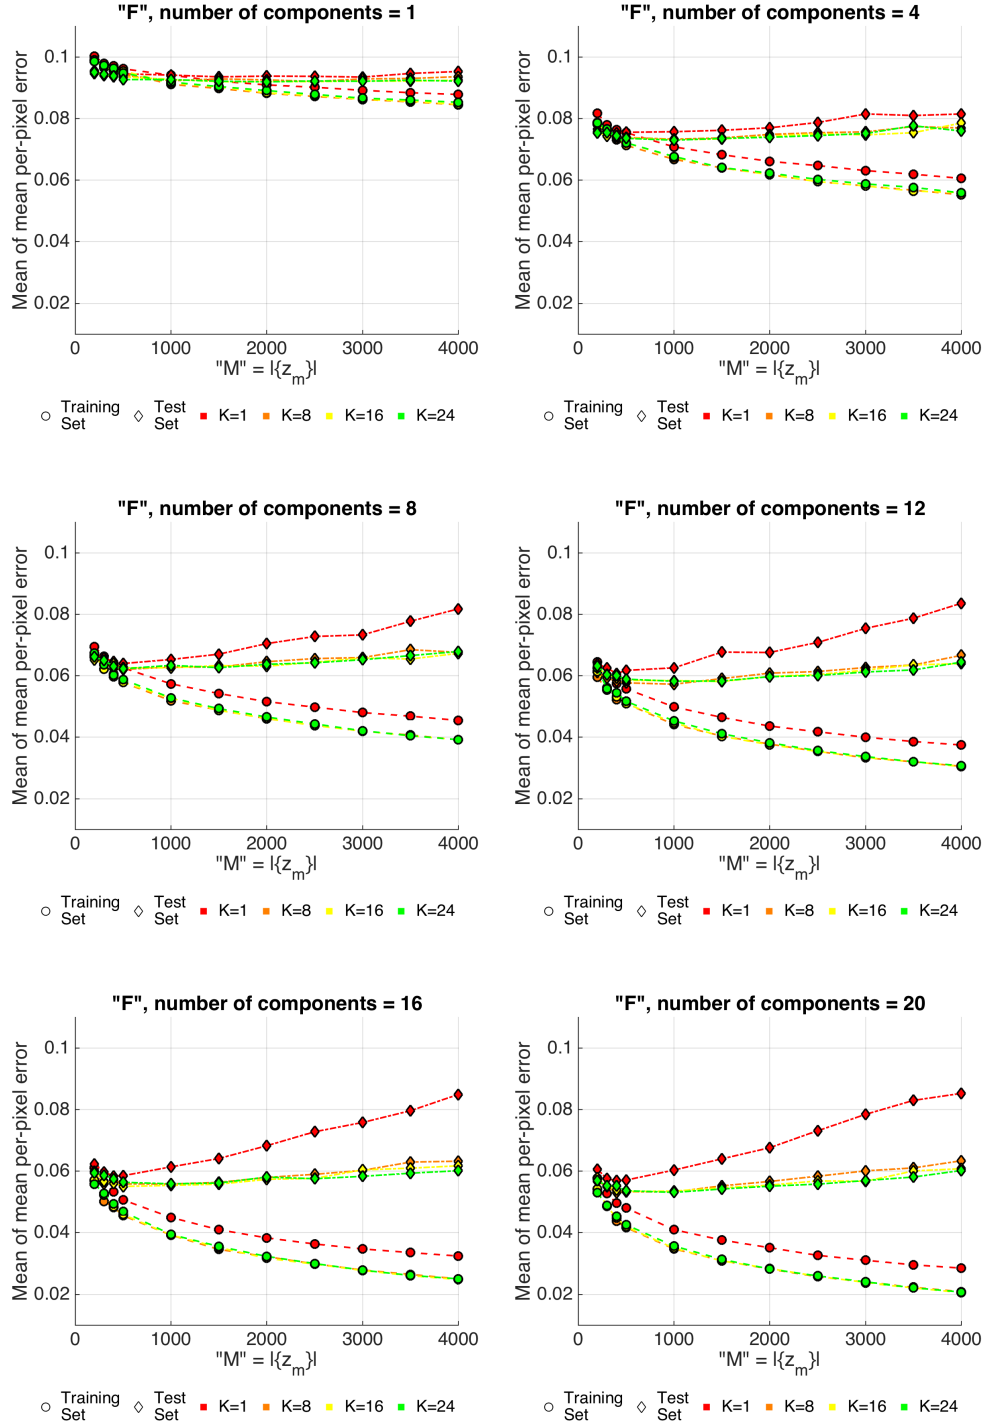 "F", number of components = 1
Mean of mean per-pixel error
0.1
0.08
0.06
0.04
0.02
0 1000 2000 3000 4000
"M" = |{z_m}|
Training Set Test Set K=1 K=8 K=16 K=24
"F", number of components = 4
Mean of mean per-pixel error
0.1
0.08
0.06
0.04
0.02
0 1000 2000 3000 4000
"M" = |{z_m}|
Training Set Test Set K=1 K=8 K=16 K=24
"F", number of components = 8
Mean of mean per-pixel error
0.1
0.08
0.06
0.04
0.02
0 1000 2000 3000 4000
"M" = |{z_m}|
Training Set Test Set K=1 K=8 K=16 K=24
"F", number of components = 12
Mean of mean per-pixel error
0.1
0.08
0.06
0.04
0.02
0 1000 2000 3000 4000
"M" = |{z_m}|
Training Set Test Set K=1 K=8 K=16 K=24
"F", number of components = 16
Mean of mean per-pixel error
0.1
0.08
0.06
0.04
0.02
0 1000 2000 3000 4000
"M" = |{z_m}|
Training Set Test Set K=1 K=8 K=16 K=24
"F", number of components = 20
Mean of mean per-pixel error
0.1
0.08
0.06
0.04
0.02
0 1000 2000 3000 4000
"M" = |{z_m}|
Training Set Test Set K=1 K=8 K=16 K=24